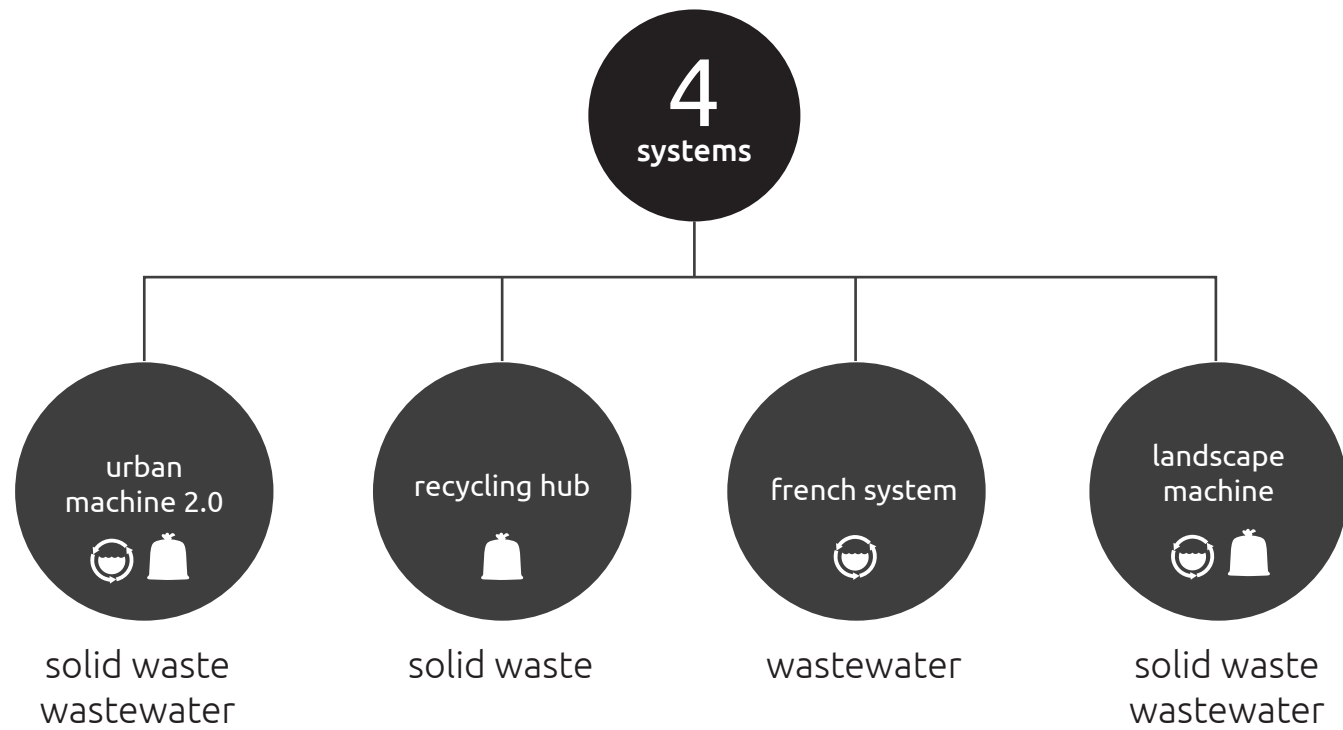 4
systems
urban
machine 2.0
recycling hub
french system
landscape
machine
solid waste
wastewater
solid waste
wastewater
solid waste
wastewater